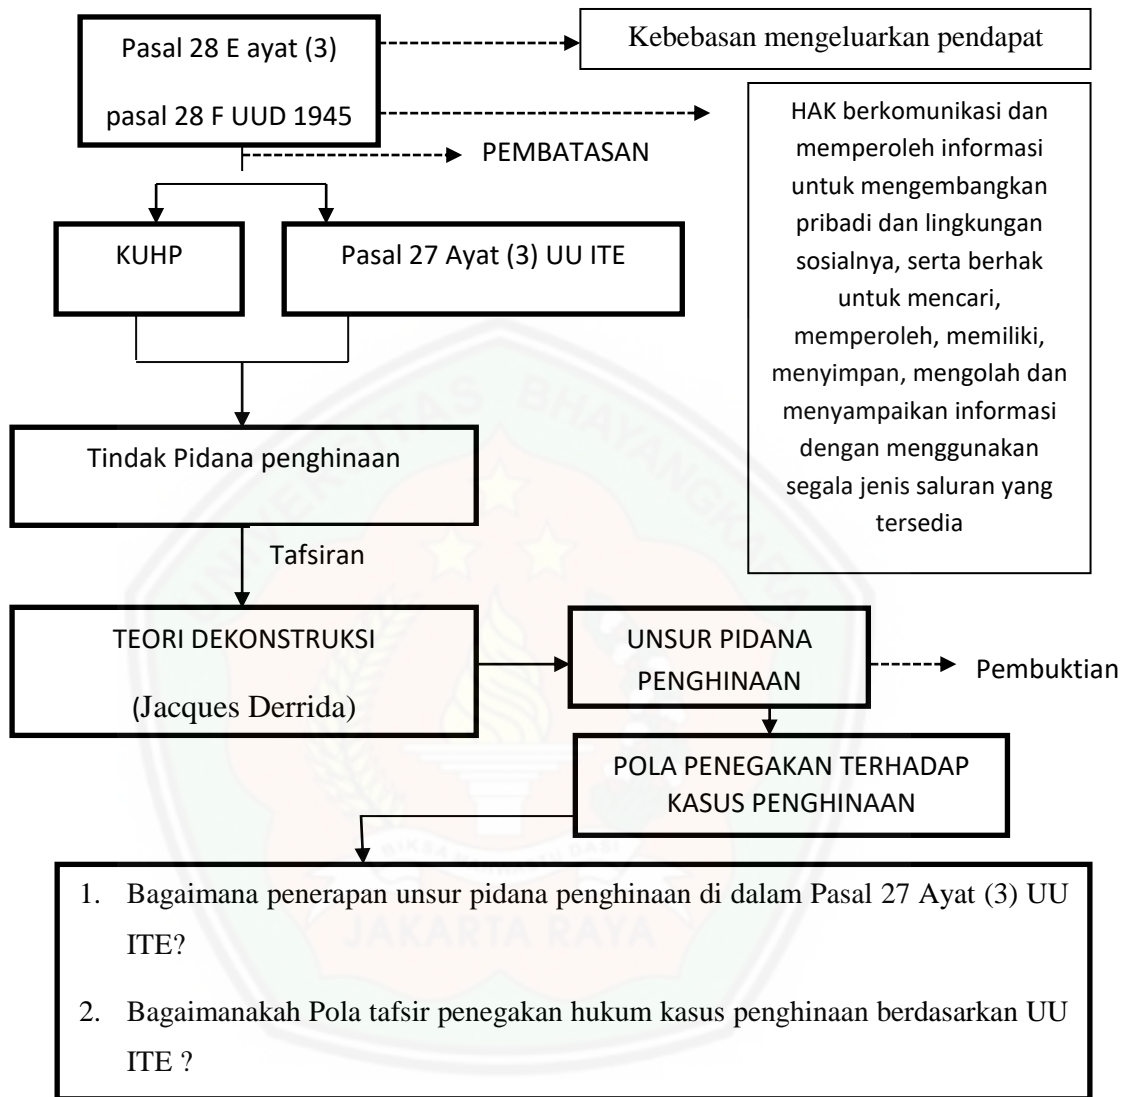 Pasal 28 E ayat (3)
pasal 28 F UUD 1945
Kebebasan mengeluarkan pendapat
HAK berkomunikasi dan
memperoleh informasi
untuk mengembangkan
pribadi dan lingkungan
sosialnya, serta berhak
untuk mencari,
memperoleh, memiliki,
menyimpan, mengolah dan
menyampaikan informasi
dengan menggunakan
segala jenis saluran yang
tersedia
PEMBATASAN
KUHP
Pasal 27 Ayat (3) UU ITE
Tindak Pidana penghinaan
Tafsiran
TEORI DEKONSTRUKSI
(Jacques Derrida)
UNSUR PIDANA
PENGHINAAN
Pembuktian
POLA PENEGAKAN TERHADAP
KASUS PENGHINAAN
1. Bagaimana penerapan unsur pidana penghinaan di dalam Pasal 27 Ayat (3) UU
ITE?
2. Bagaimanakah Pola tafsir penegakan hukum kasus penghinaan berdasarkan UU
ITE ?
UNIVERSITAS BHAYANGKARA
JAKARTA RAYA